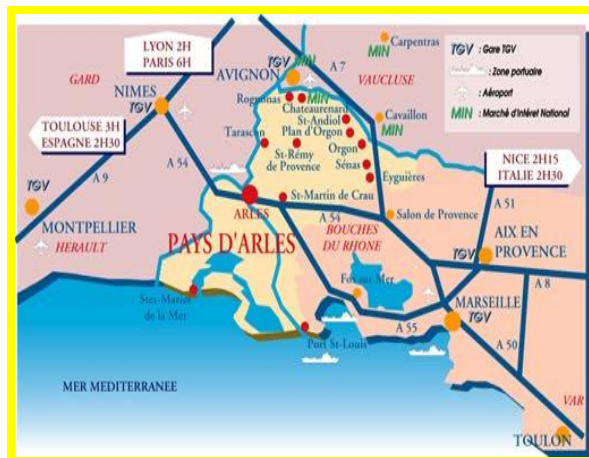 LYON 2H
PARIS 6H
GARD
NIMES
TGV
TOULOUSE 3H
ESPAGNE 2H30
A 9
A 54
TGV
MONTPELLIER
HERAULT
TGV
MIN
AVIGNON
A 7
VAUCLUSE
MIN
Carpentras
TGV : Gare TGV
: Zone portuaire
: Aéroport
MIN : Marché d'Intéret National
Rognonas
MIN
Chateaurenard
St-Andiol
Plan d'Orgon
Cavaillon
MIN
Tarascon
St-Rémy
de Provence
Orgon
Sénas
Eyguières
NICE 2H15
ITALIE 2H30
St-Martin de Crau
ARLES
A 54
Salon de Provence
A 51
PAYS D'ARLES
BOUCHES
DU RHONE
AIX EN
PROVENCE
TGV
Fos sur Mer
A 8
Stes-Maries
de la Mer
MARSEILLE
TGV
Port St-Louis
A 55
A 50
MER MEDITERRANEE
VAR
TOULON